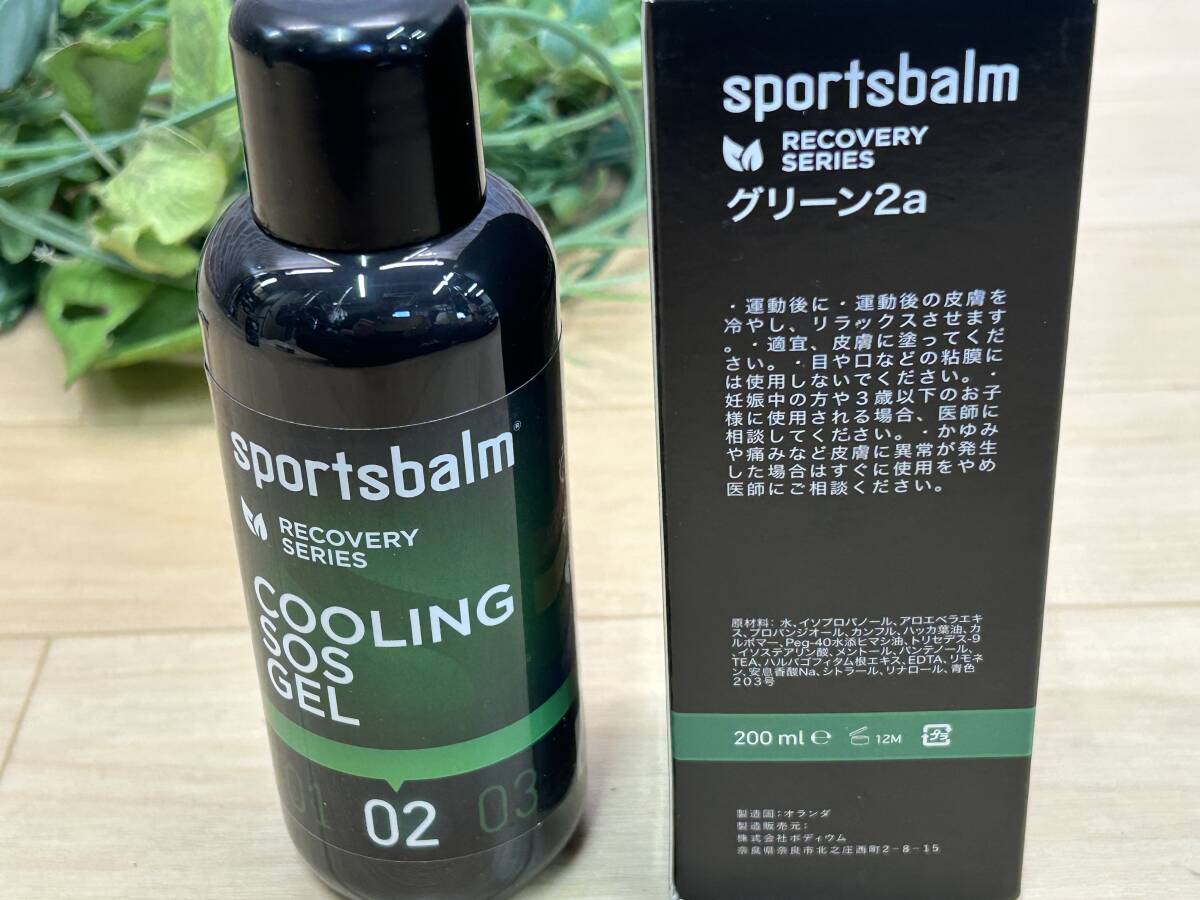 sportsbalm®
RECOVERY
SERIES
COOLING
SOS
GEL
01 02 03
sportsbalm
RECOVERY
SERIES
グリーン2a
・運動後に・運動後の皮膚を
冷やし、リラックスさせます
。・適宜、皮膚に塗ってくだ
さい。・目や口などの粘膜に
は使用しないでください。・
妊娠中の方や3歳以下のお子
様に使用される場合、医師に
相談してください。・かゆみ
や痛みなど皮膚に異常が発生
した場合はすぐに使用をやめ
医師にご相談ください。
原材料：水、イソプロパノール、アロエベラエキ
ス、プロパンジオール、カンフル、ハッカ葉油、カ
ルボマー、Peg-40水添ヒマシ油、トリセデス-9
、イソステアリン酸、メントール、パンテノール、
TEA、ハルパゴフィタム根エキス、EDTA、リモネ
ン、安息香酸Na、シトラール、リナロール、青色
203号
200 ml ℮ 12M プラ
製造国：オランダ
製造販売元：
株式会社ポディウム
奈良県奈良市北之庄西町2-8-15